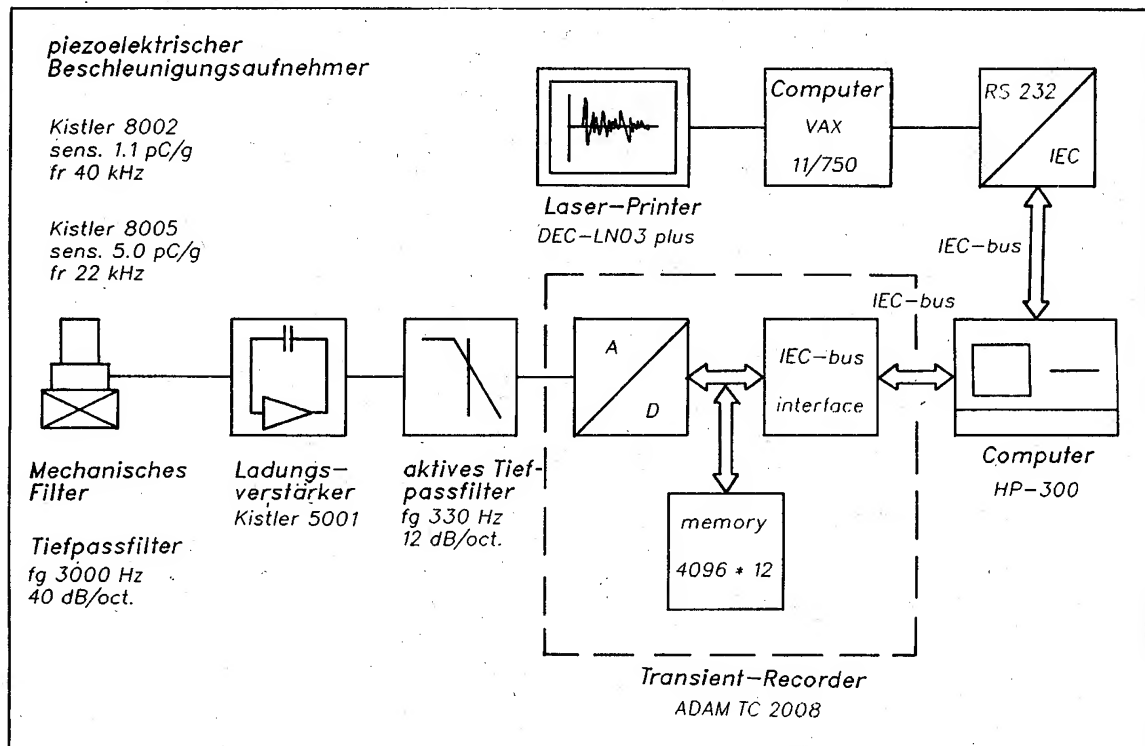 piezoelektrischer
Beschleunigungsaufnehmer
Kistler 8002
sens. 1.1 pC/g
fr 40 kHz
Kistler 8005
sens. 5.0 pC/g
fr 22 kHz
Laser-Printer
DEC-LN03 plus
Computer
VAX
11/750
RS 232
IEC
IEC-bus
IEC-bus
A
D
IEC-bus
interface
memory
4096 * 12
Computer
HP-300
Mechanisches
Filter
Tiefpassfilter
fg 3000 Hz
40 dB/oct.
Ladungs-
verstärker
Kistler 5001
aktives Tief-
passfilter
fg 330 Hz
12 dB/oct.
Transient-Recorder
ADAM TC 2008